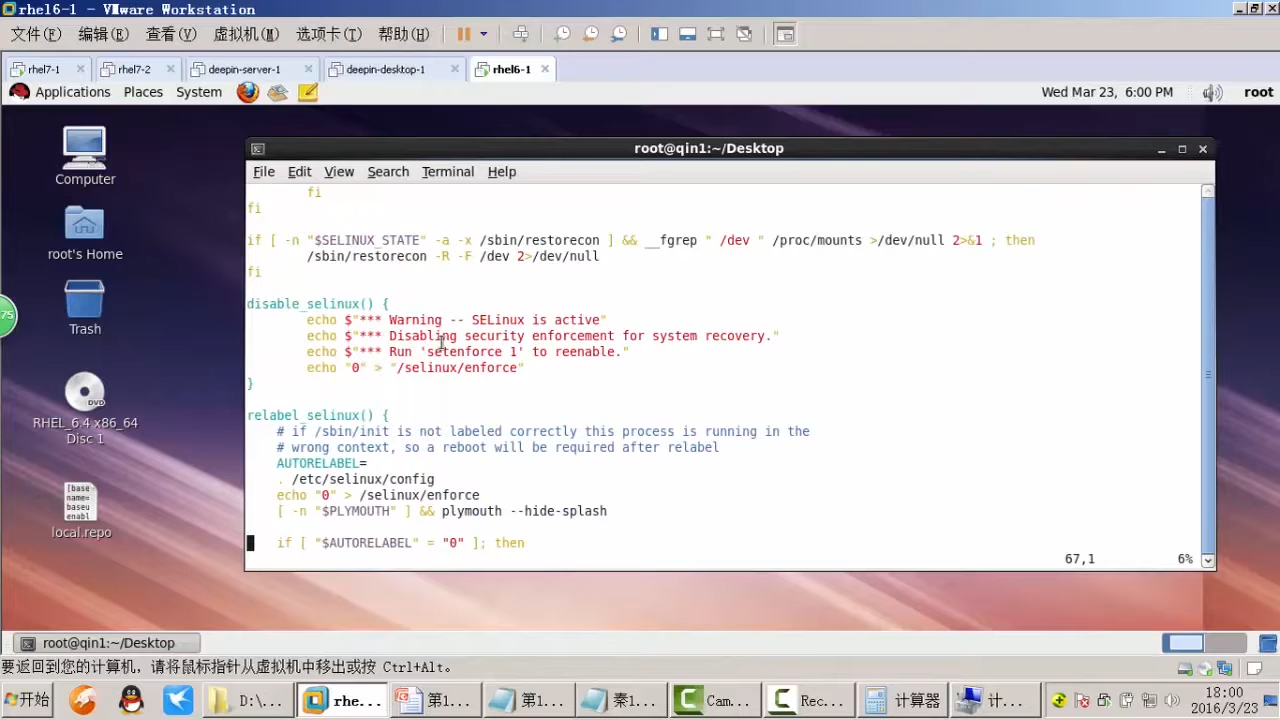 rhel6-1 - VMware Workstation
文件(F) 编辑(E) 查看(V) 虚拟机(M) 选项卡(T) 帮助(H)
rhel7-1 rhel7-2 deepin-server-1 deepin-desktop-1 rhel6-1
Applications Places System Wed Mar 23, 6:00 PM root
Computer
root's Home
Trash
75
DVD
RHEL_6.4 x86_64
Disc 1
[base
name=
baseu
enabl
local.repo
root@qin1:~/Desktop
File Edit View Search Terminal Help
fi
fi
if [ -n "$SELINUX_STATE" -a -x /sbin/restorecon ] && __fgrep " /dev " /proc/mounts >/dev/null 2>&1 ; then
/sbin/restorecon -R -F /dev 2>/dev/null
fi
disable_selinux() {
echo $"*** Warning -- SELinux is active"
echo $"*** Disabling security enforcement for system recovery."
echo $"*** Run 'setenforce 1' to reenable."
echo "0" > "/selinux/enforce"
}
relabel_selinux() {
# if /sbin/init is not labeled correctly this process is running in the
# wrong context, so a reboot will be required after relabel
AUTORELABEL=
. /etc/selinux/config
echo "0" > /selinux/enforce
[ -n "$PLYMOUTH" ] && plymouth --hide-splash
if [ "$AUTORELABEL" = "0" ]; then
67,1 6%
root@qin1:~/Desktop
要返回到您的计算机，请将鼠标指针从虚拟机中移出或按 Ctrl+Alt。
开始 D:\... rhe... 第1... 第1... 秦1... Cam... Rec... 计算器 计...
18:00
2016/3/23